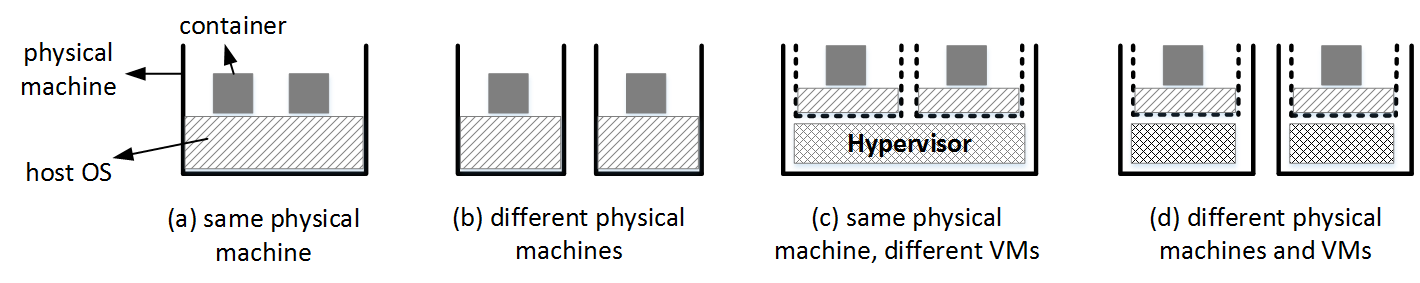 container
physical
machine
host OS
Hypervisor
(a) same physical
machine
(b) different physical
machines
(c) same physical
machine, different VMs
(d) different physical
machines and VMs